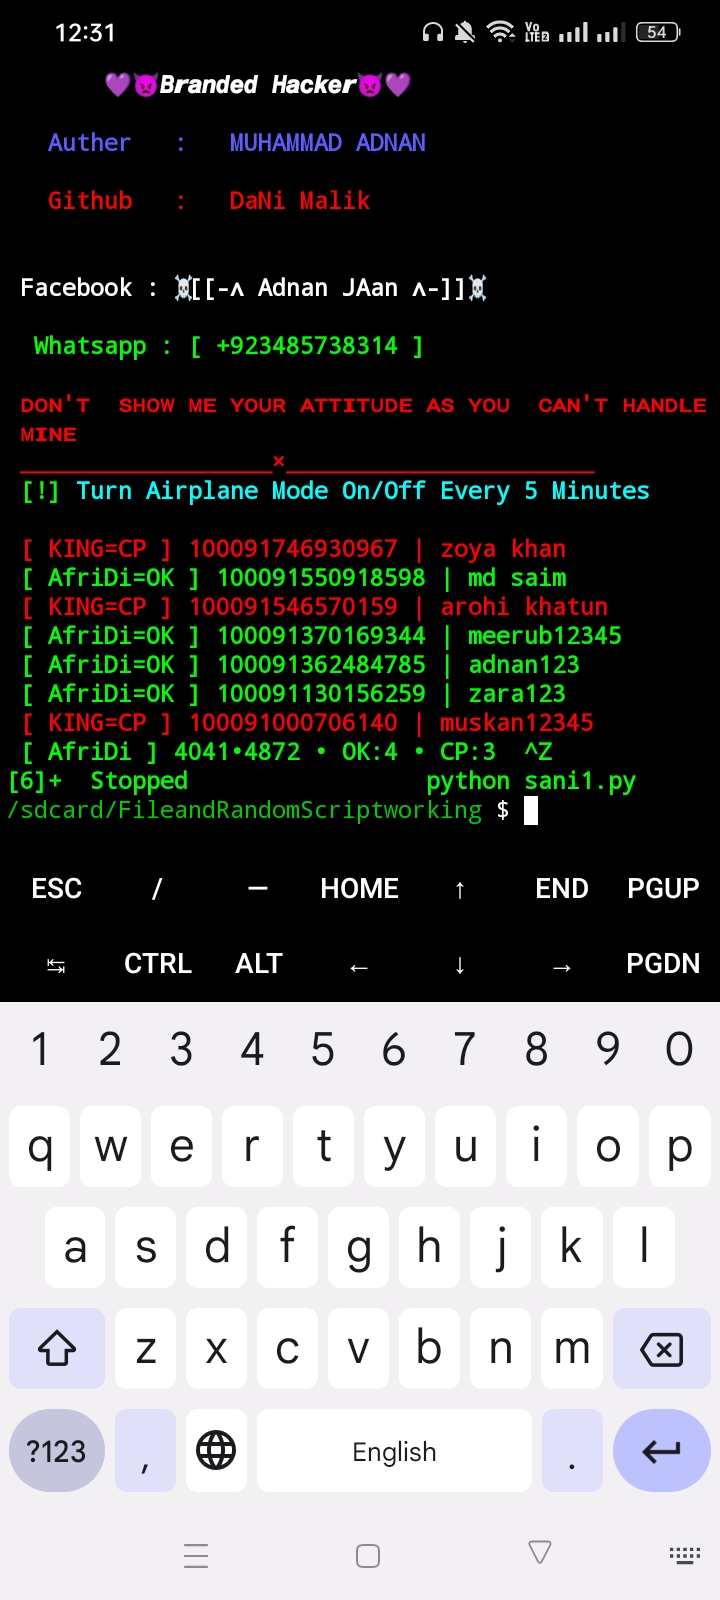 12:31 Vo LTE2 54
💜👿Branded Hacker👿💜
Auther : MUHAMMAD ADNAN
Github : DaNi Malik
Facebook : ☠[[-ʌ Adnan JAan ʌ-]]☠
Whatsapp : [ +923485738314 ]
DON'T SHOW ME YOUR ATTITUDE AS YOU CAN'T HANDLE
MINE
__________________×______________________
[!] Turn Airplane Mode On/Off Every 5 Minutes
[ KING=CP ] 100091746930967 | zoya khan
[ AfriDi=OK ] 100091550918598 | md saim
[ KING=CP ] 100091546570159 | arohi khatun
[ AfriDi=OK ] 100091370169344 | meerub12345
[ AfriDi=OK ] 100091362484785 | adnan123
[ AfriDi=OK ] 100091130156259 | zara123
[ KING=CP ] 100091000706140 | muskan12345
[ AfriDi ] 4041•4872 • OK:4 • CP:3 ^Z
[6]+ Stopped python sani1.py
/sdcard/FileandRandomScriptworking $
ESC / — HOME ↑ END PGUP
↹ CTRL ALT ← ↓ → PGDN
1 2 3 4 5 6 7 8 9 0
q w e r t y u i o p
a s d f g h j k l
z x c v b n m
?123 , English .